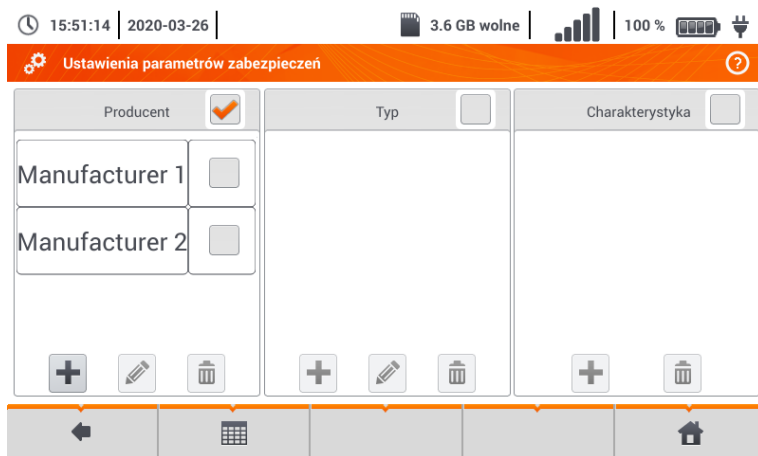 15:51:14 2020-03-26 3.6 GB wolne 100 %
Ustawienia parametrów zabezpieczeń ?
Producent Typ Charakterystyka
Manufacturer 1
Manufacturer 2